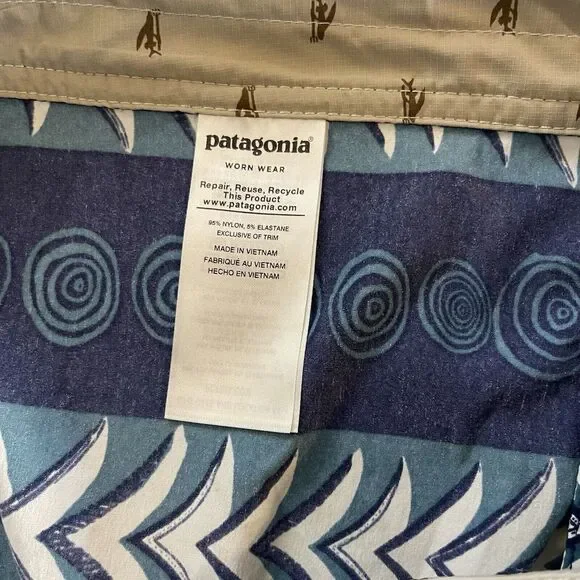 patagonia®
WORN WEAR
Repair, Reuse, Recycle
This Product
www.patagonia.com
95% NYLON, 5% ELASTANE
EXCLUSIVE OF TRIM
MADE IN VIETNAM
FABRIQUÉ AU VIETNAM
HECHO EN VIETNAM